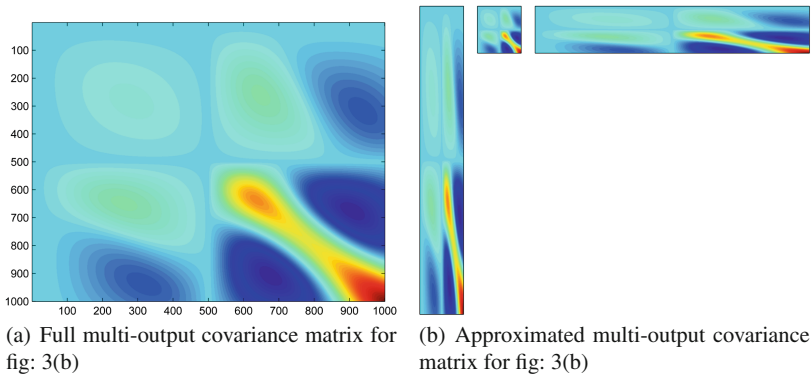 100
200
300
400
500
600
700
800
900
1000
100 200 300 400 500 600 700 800 900 1000
(a) Full multi-output covariance matrix for
fig: 3(b)
(b) Approximated multi-output covariance
matrix for fig: 3(b)